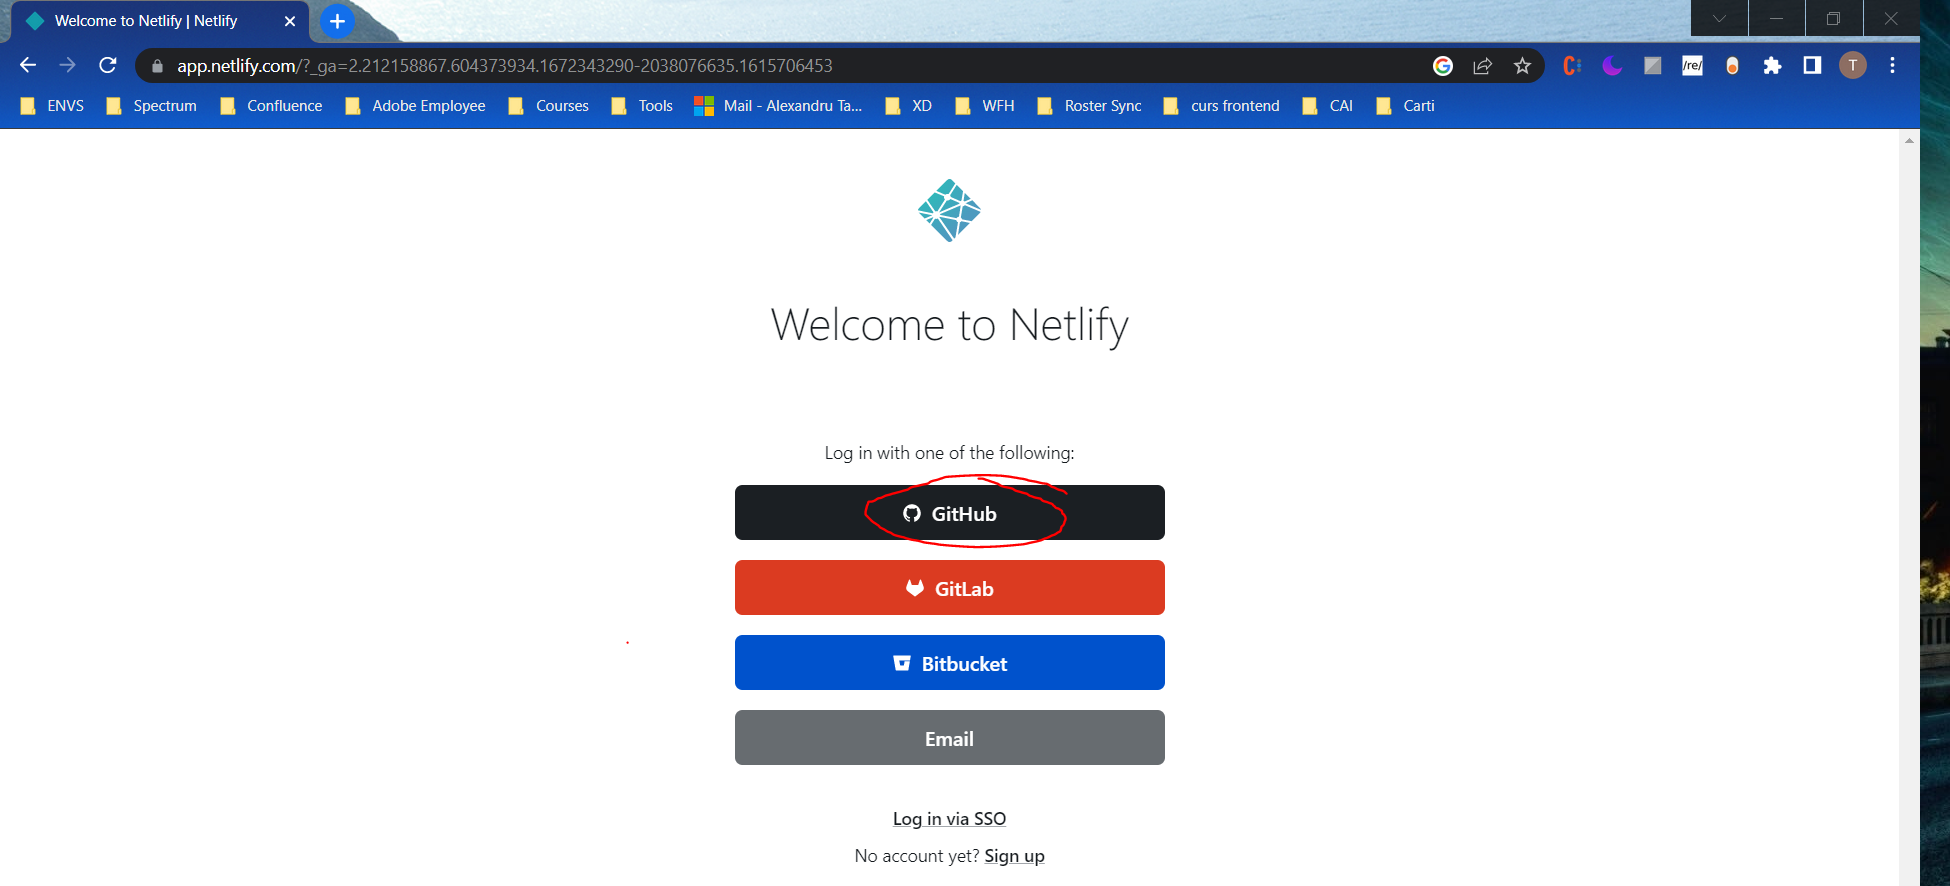 Welcome to Netlify | Netlify
app.netlify.com/?_ga=2.212158867.604373934.1672343290-2038076635.1615706453
/re/
T
ENVS
Spectrum
Confluence
Adobe Employee
Courses
Tools
Mail - Alexandru Ta...
XD
WFH
Roster Sync
curs frontend
CAI
Carti
Welcome to Netlify
Log in with one of the following:
GitHub
GitLab
Bitbucket
Email
Log in via SSO
No account yet? Sign up